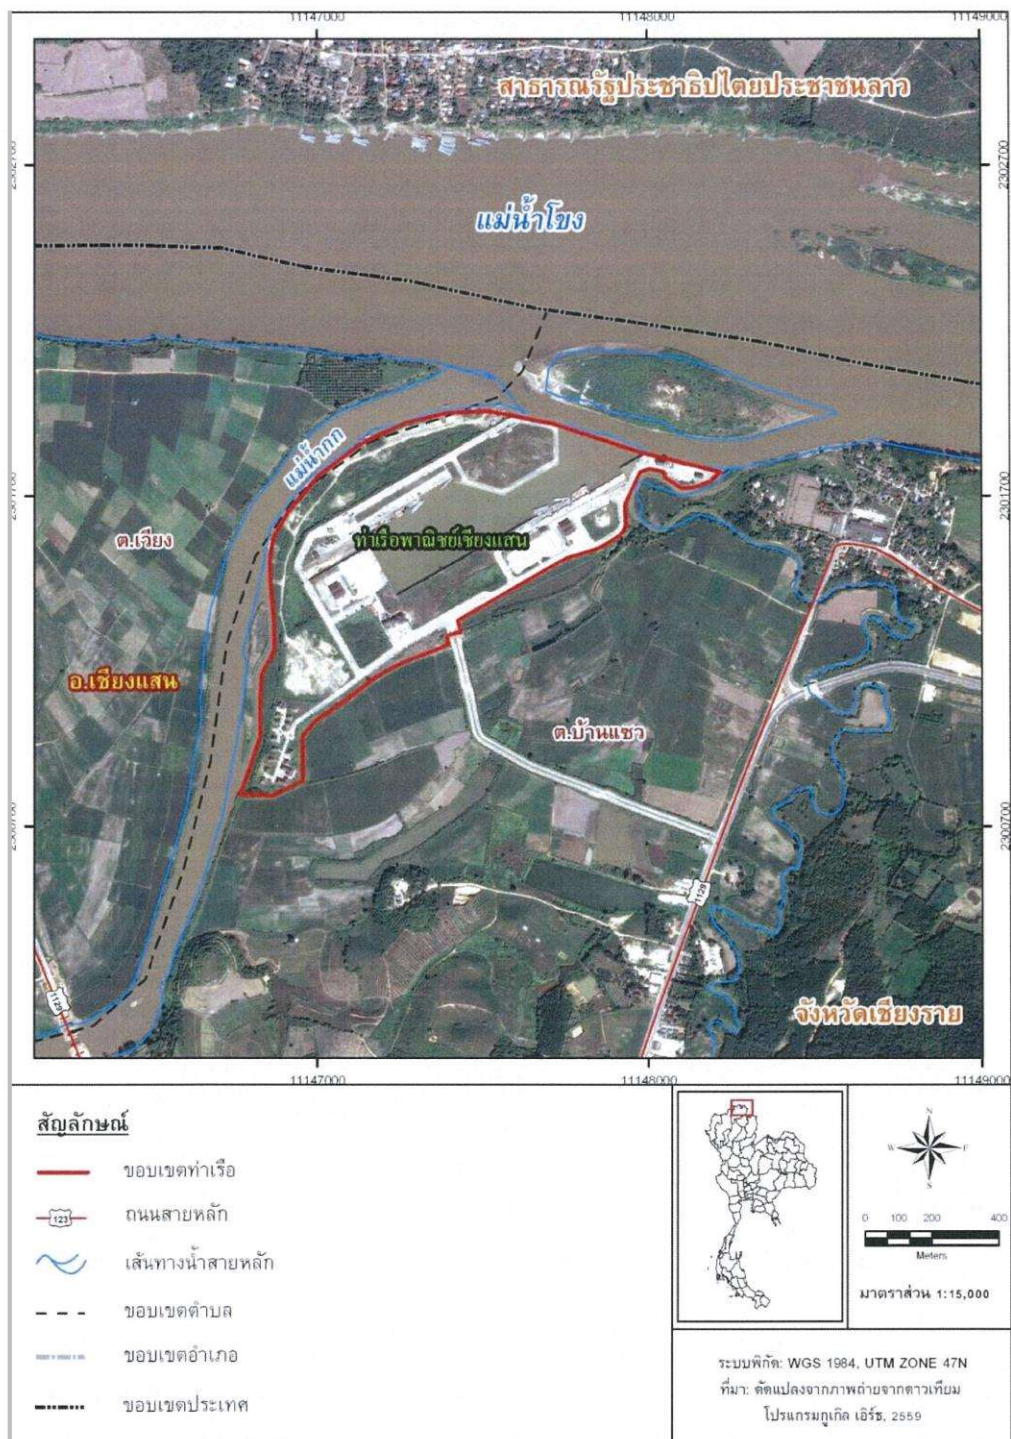 11147000
11148000
11149000
สาธารณรัฐประชาธิปไตยประชาชนลาว
2302700
แม่น้ำโขง
แม่น้ำกก
ต.เวียง
ท่าเรือพาณิชย์เชียงแสน
2301700
อ.เชียงแสน
ต.บ้านแซว
2300700
1129
1129
จังหวัดเชียงราย
11147000
11148000
11149000
สัญลักษณ์
ขอบเขตท่าเรือ
123
ถนนสายหลัก
เส้นทางน้ำสายหลัก
ขอบเขตตำบล
ขอบเขตอำเภอ
ขอบเขตประเทศ
N
W
E
S
0 100 200 400
Meters
มาตราส่วน 1:15,000
ระบบพิกัด: WGS 1984, UTM ZONE 47N
ที่มา: ดัดแปลงจากภาพถ่ายจากดาวเทียม
โปรแกรมกูเกิล เอิร์ธ, 2559